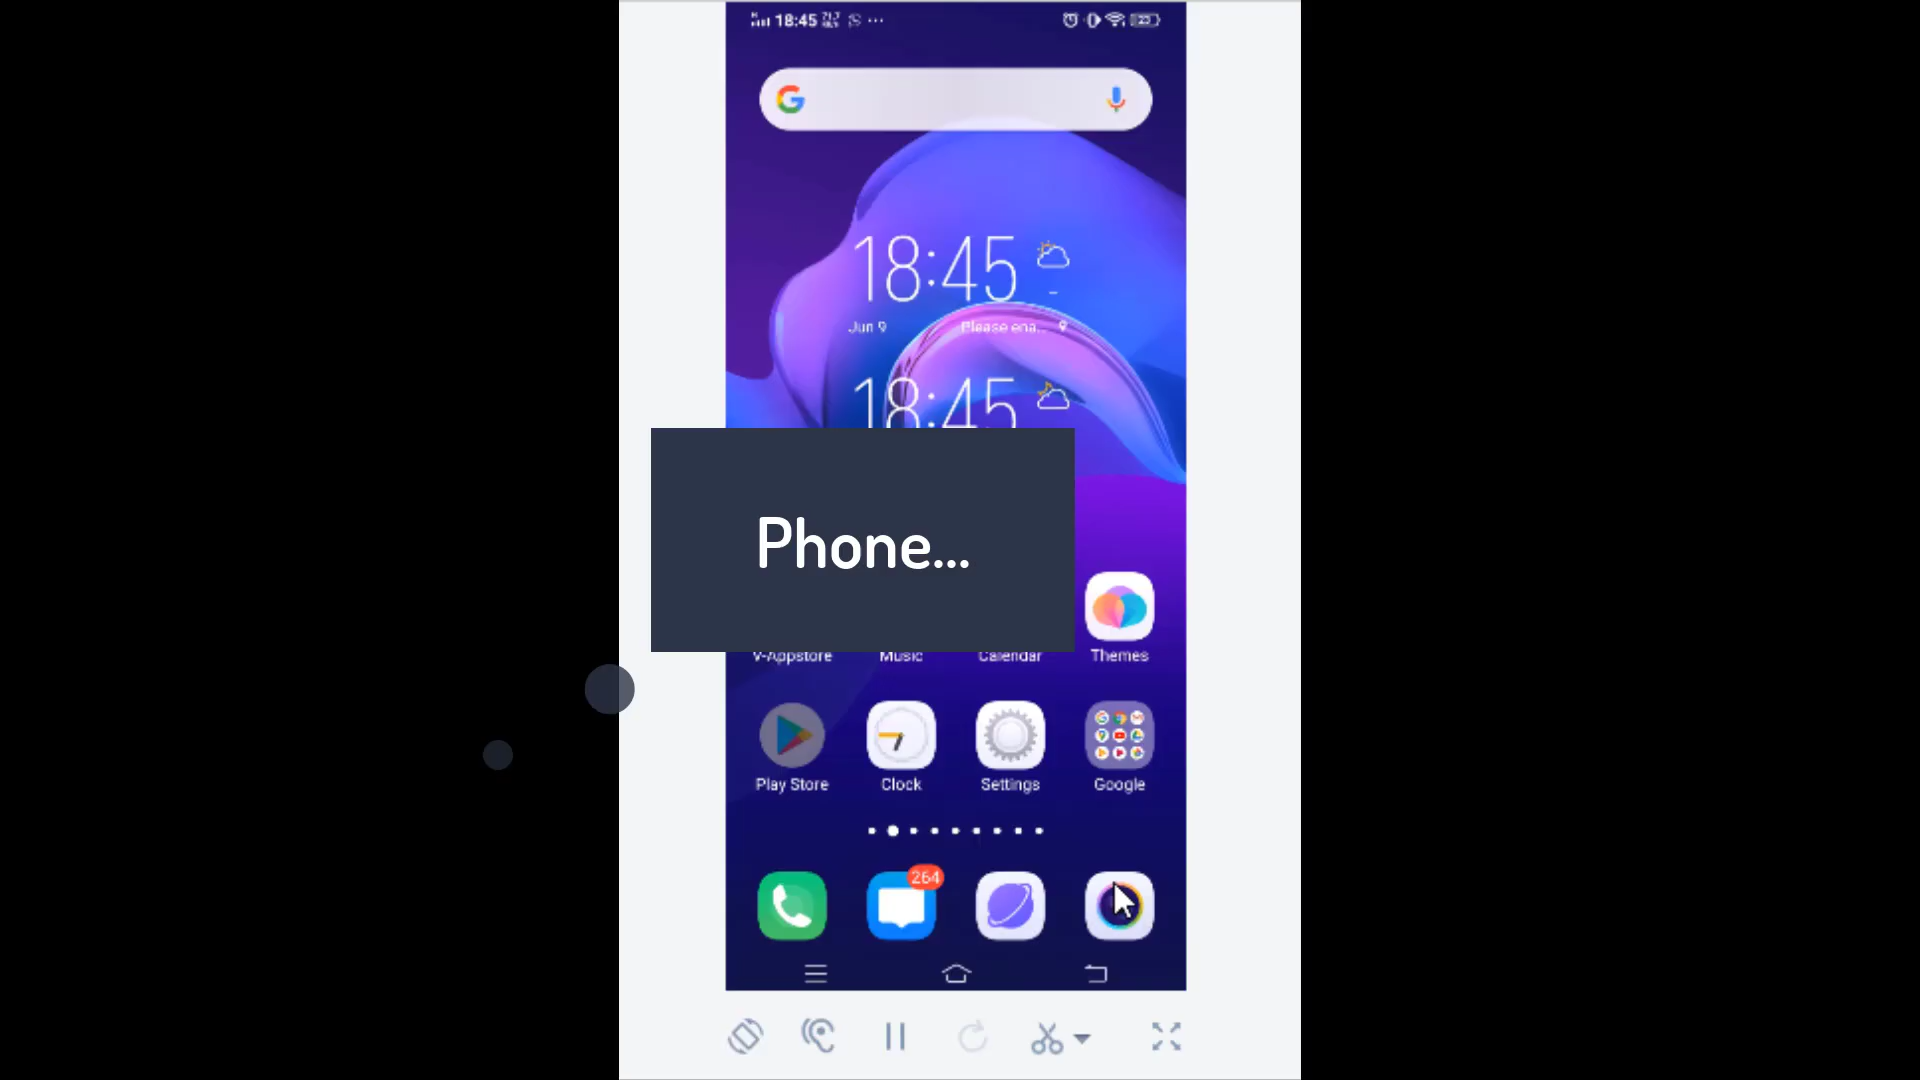 18:45
23
18:45
Jun 9 Please ena...
18:45
Phone...
V-Appstore Music Calendar Themes
Play Store Clock Settings Google
264